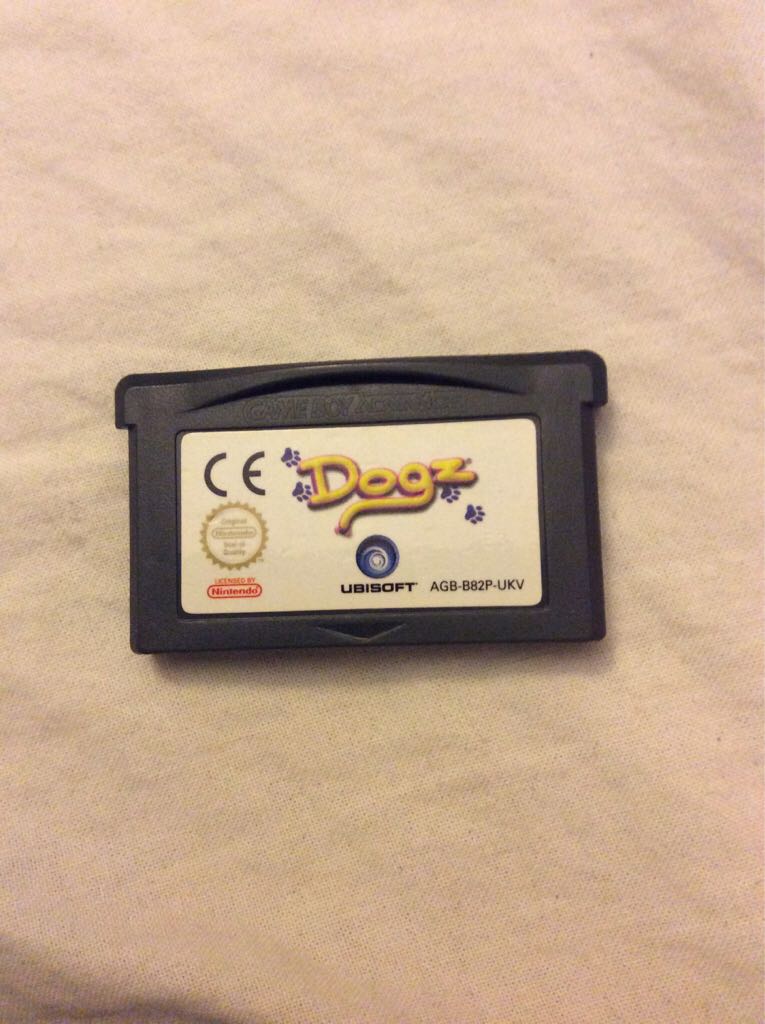 GAME BOY ADVANCE
CE
Dogz
Original
Nintendo
Seal of
Quality
LICENSED BY
Nintendo
UBISOFT
AGB-B82P-UKV